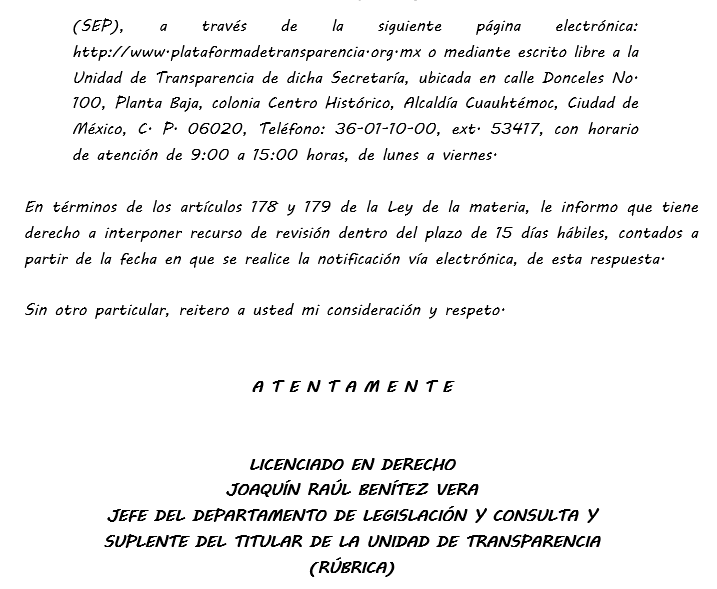 (SEP), a través de la siguiente página electrónica:
http://www.plataformadetransparencia.org.mx o mediante escrito libre a la
Unidad de Transparencia de dicha Secretaría, ubicada en calle Donceles No.
100, Planta Baja, colonia Centro Histórico, Alcaldía Cuauhtémoc, Ciudad de
México, C. P. 06020, Teléfono: 36-01-10-00, ext. 53417, con horario
de atención de 9:00 a 15:00 horas, de lunes a viernes.
En términos de los artículos 178 y 179 de la Ley de la materia, le informo que tiene
derecho a interponer recurso de revisión dentro del plazo de 15 días hábiles, contados a
partir de la fecha en que se realice la notificación vía electrónica, de esta respuesta.
Sin otro particular, reitero a usted mi consideración y respeto.
A T E N T A M E N T E
LICENCIADO EN DERECHO
JOAQUÍN RAÚL BENÍTEZ VERA
JEFE DEL DEPARTAMENTO DE LEGISLACIÓN Y CONSULTA Y
SUPLENTE DEL TITULAR DE LA UNIDAD DE TRANSPARENCIA
(RÚBRICA)